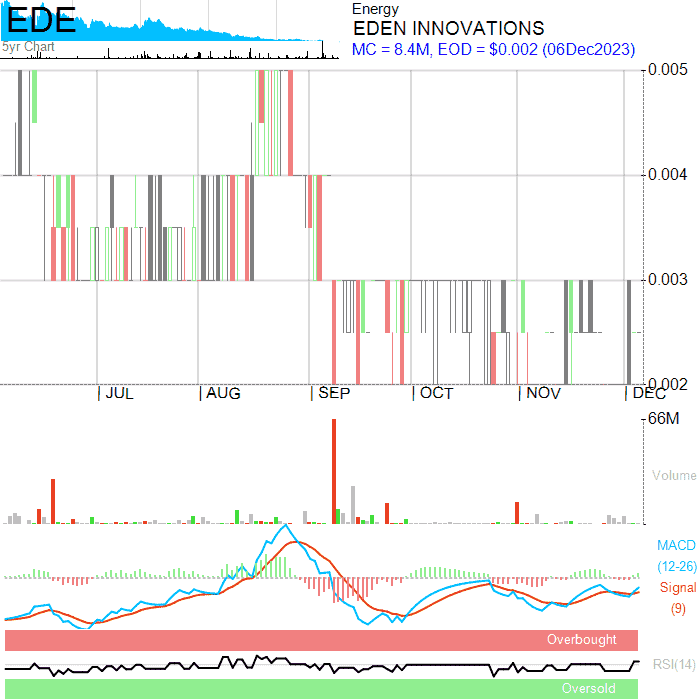 EDE
5yr Chart
Energy
EDEN INNOVATIONS
MC = 8.4M, EOD = $0.002 (06Dec2023)
0.005
0.004
0.003
0.002
| JUL | AUG | SEP | OCT | NOV | DEC
66M
Volume
MACD
(12-26)
Signal
(9)
Overbought
RSI(14)
Oversold